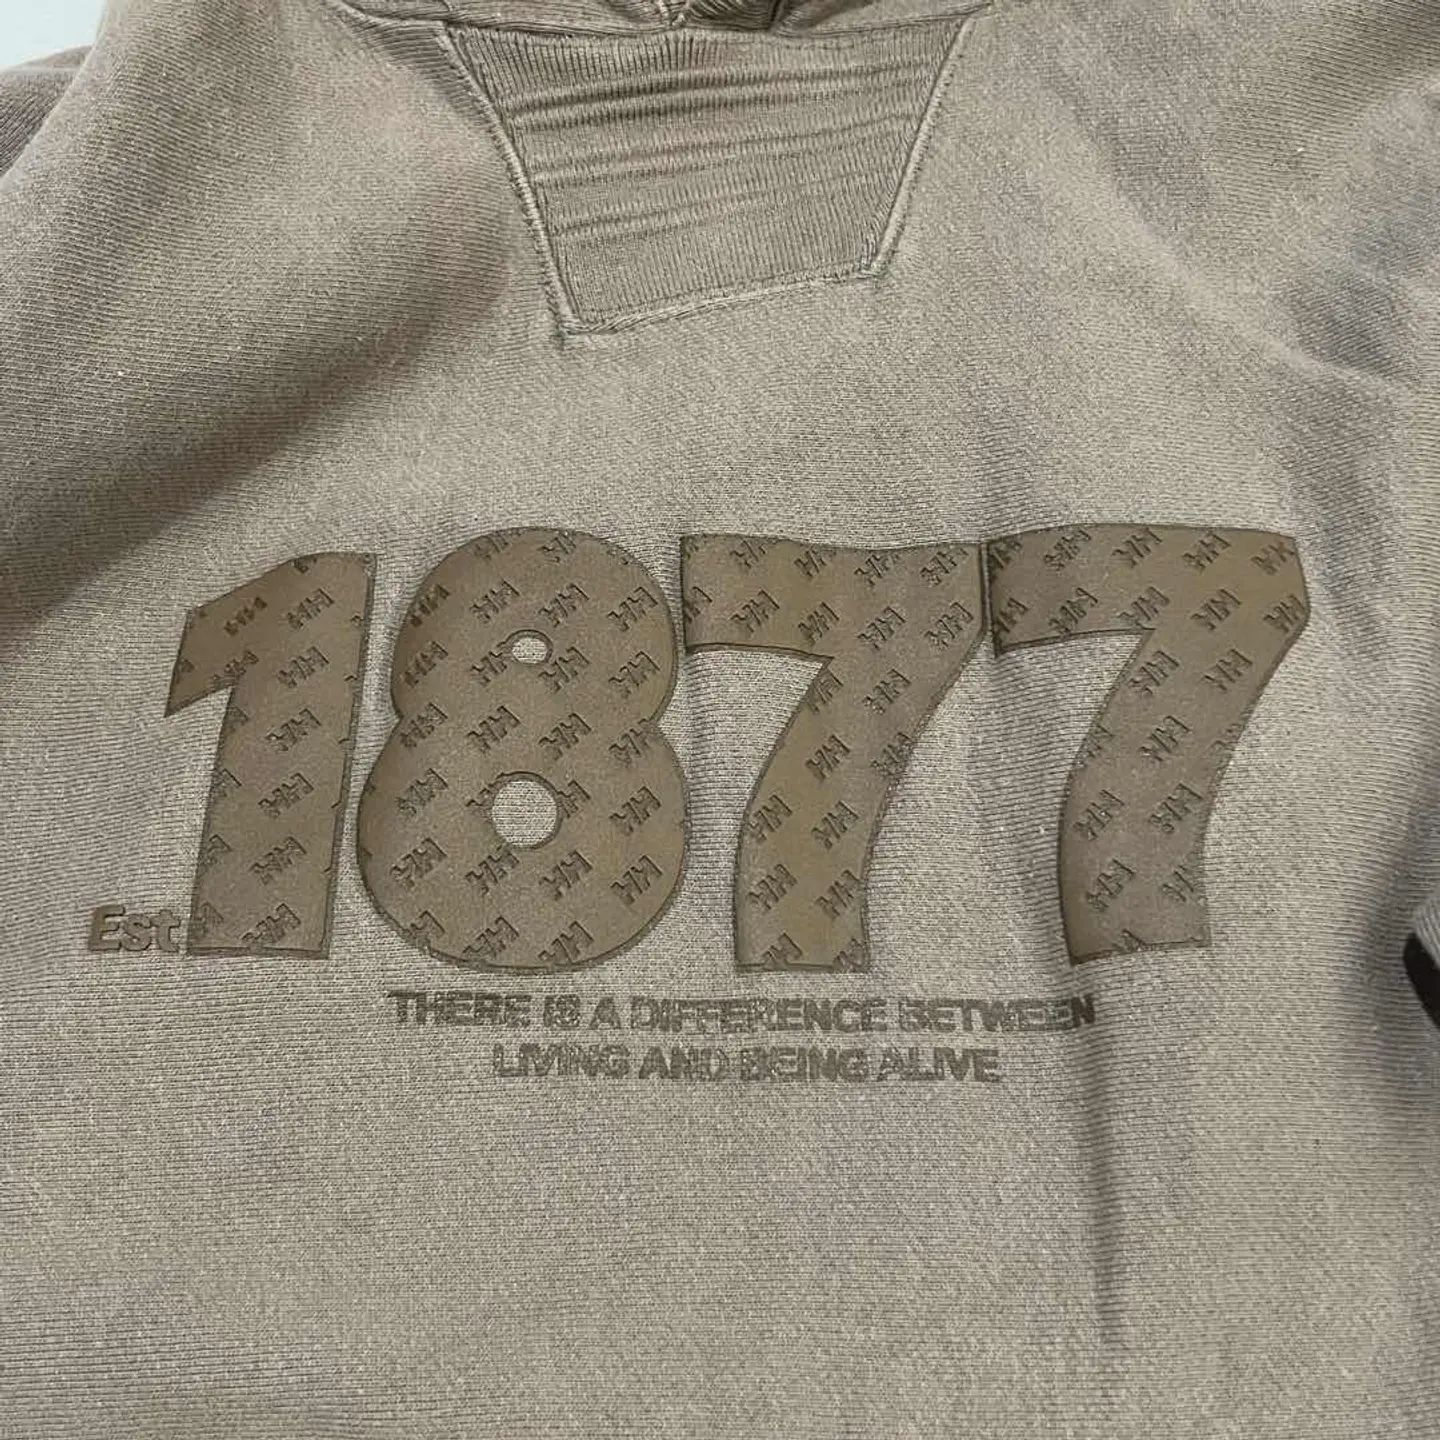 Est 1877
THERE IS A DIFFERENCE BETWEEN
LIVING AND BEING ALIVE